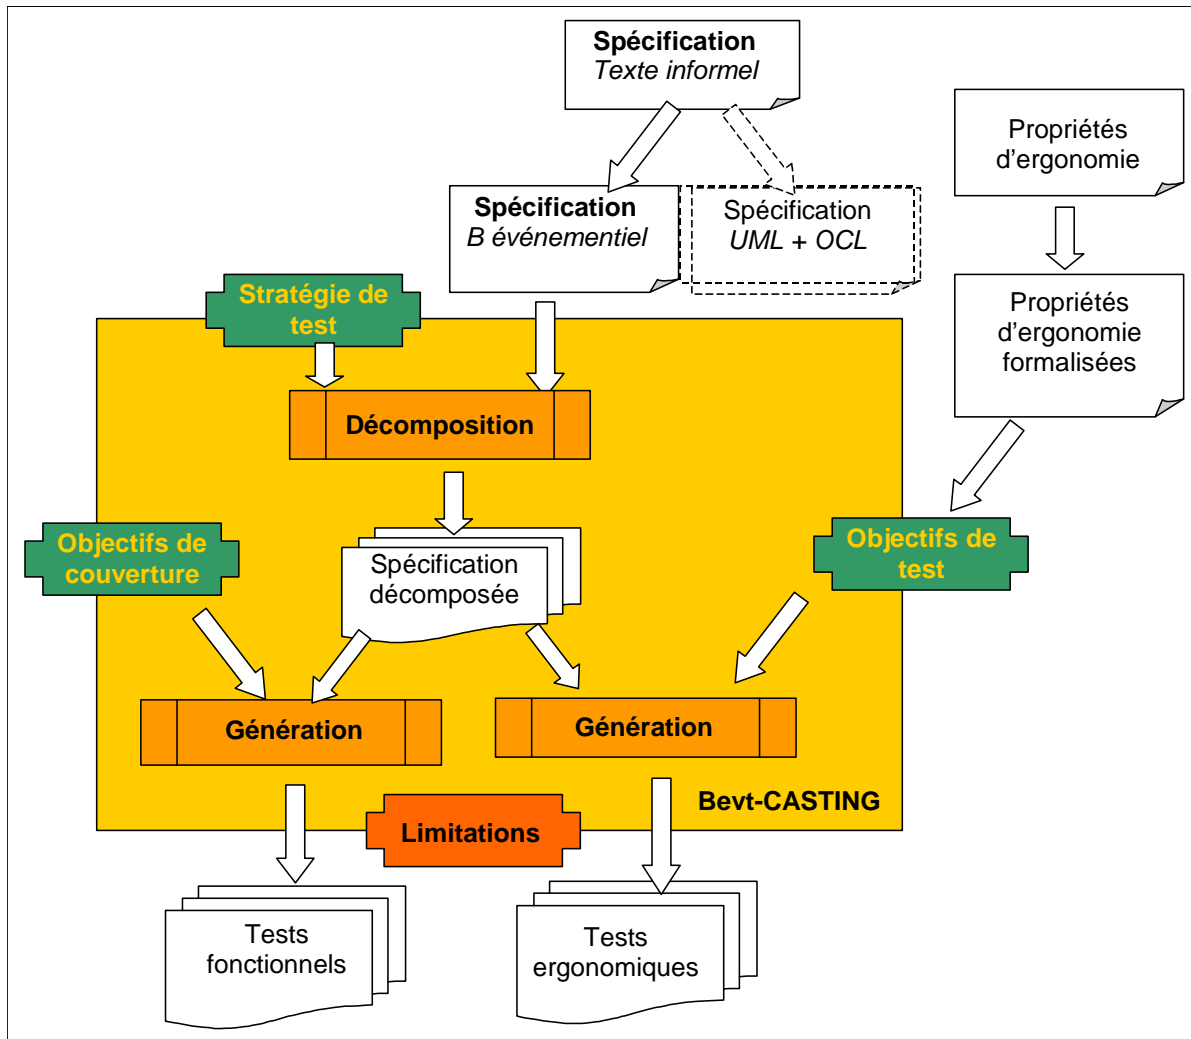 Spécification
Texte informel
Propriétés
d'ergonomie
Spécification
B événementiel
Spécification
UML + OCL
Stratégie de
test
Propriétés
d'ergonomie
formalisées
Décomposition
Objectifs de
couverture
Spécification
décomposée
Objectifs de
test
Génération
Génération
Bevt-CASTING
Limitations
Tests
fonctionnels
Tests
ergonomiques